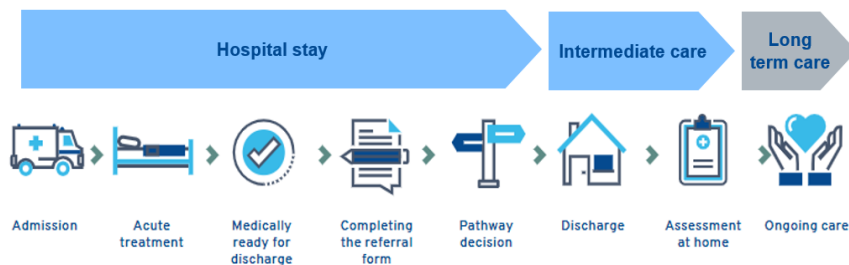 Hospital stay
Intermediate care
Long
term care
Admission
Acute
treatment
Medically
ready for
discharge
Completing
the referral
form
Pathway
decision
Discharge
Assessment
at home
Ongoing care